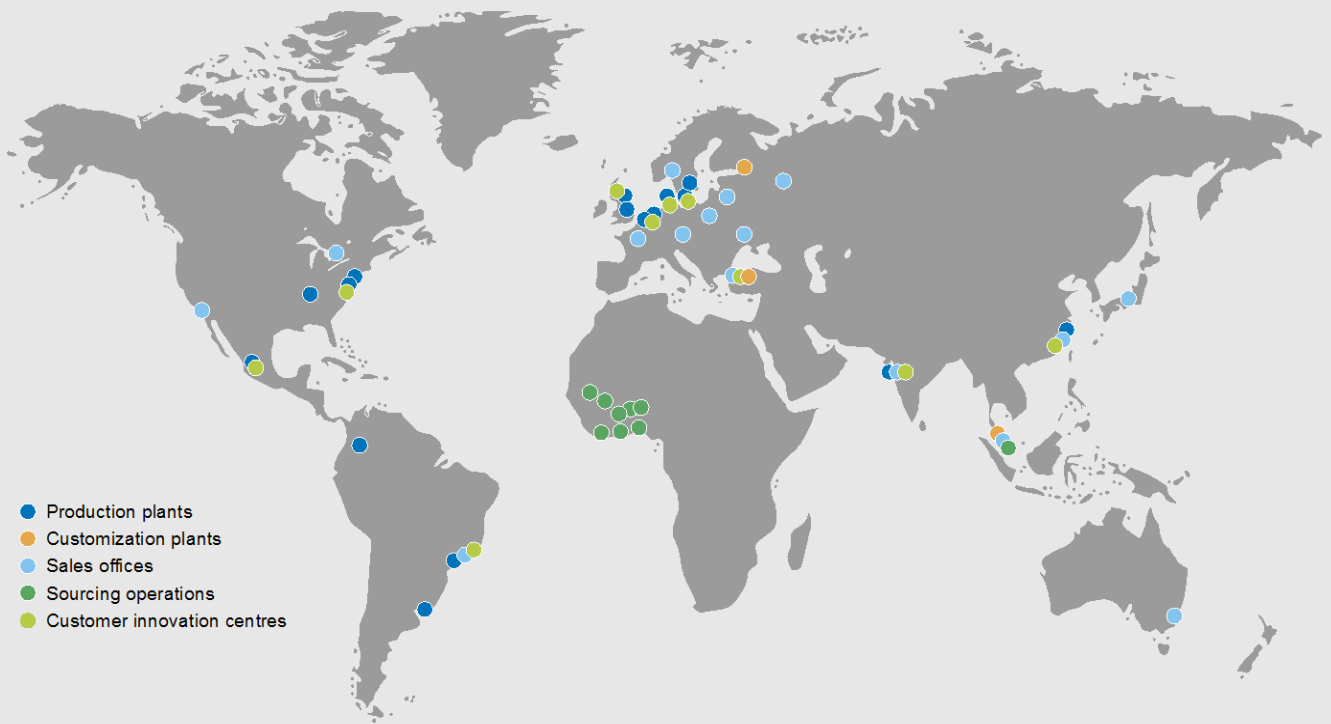 Production plants
Customization plants
Sales offices
Sourcing operations
Customer innovation centres